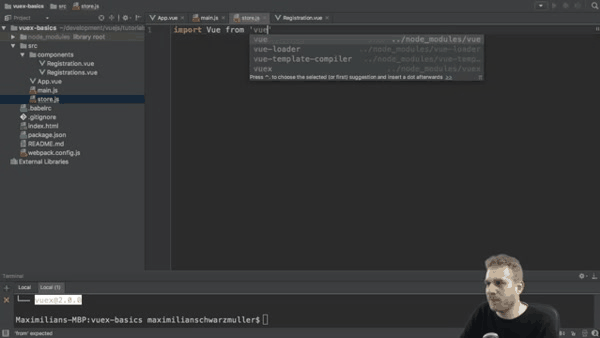 vuex-basics src store.js
Project
App.vue main.js store.js Registration.vue
vuex-basics ~/development/vuejs/tutorials
node_modules library root
src
components
Registration.vue
Registrations.vue
App.vue
main.js
store.js
.babelrc
.gitignore
index.html
package.json
README.md
webpack.config.js
External Libraries
1 import Vue from 'vue'
vue ../node_modules/vue
vue-loader ../node_modules/vue-loader
vue-template-compiler ../node_modules/vue-temp...
vuex ../node_modules/vuex
Press ^. to choose the selected (or first) suggestion and insert a dot afterwards >>
Terminal
Local Local (1)
vuex@2.0.0
Maximilians-MBP:vuex-basics maximilianschwarzmuller$
'from' expected